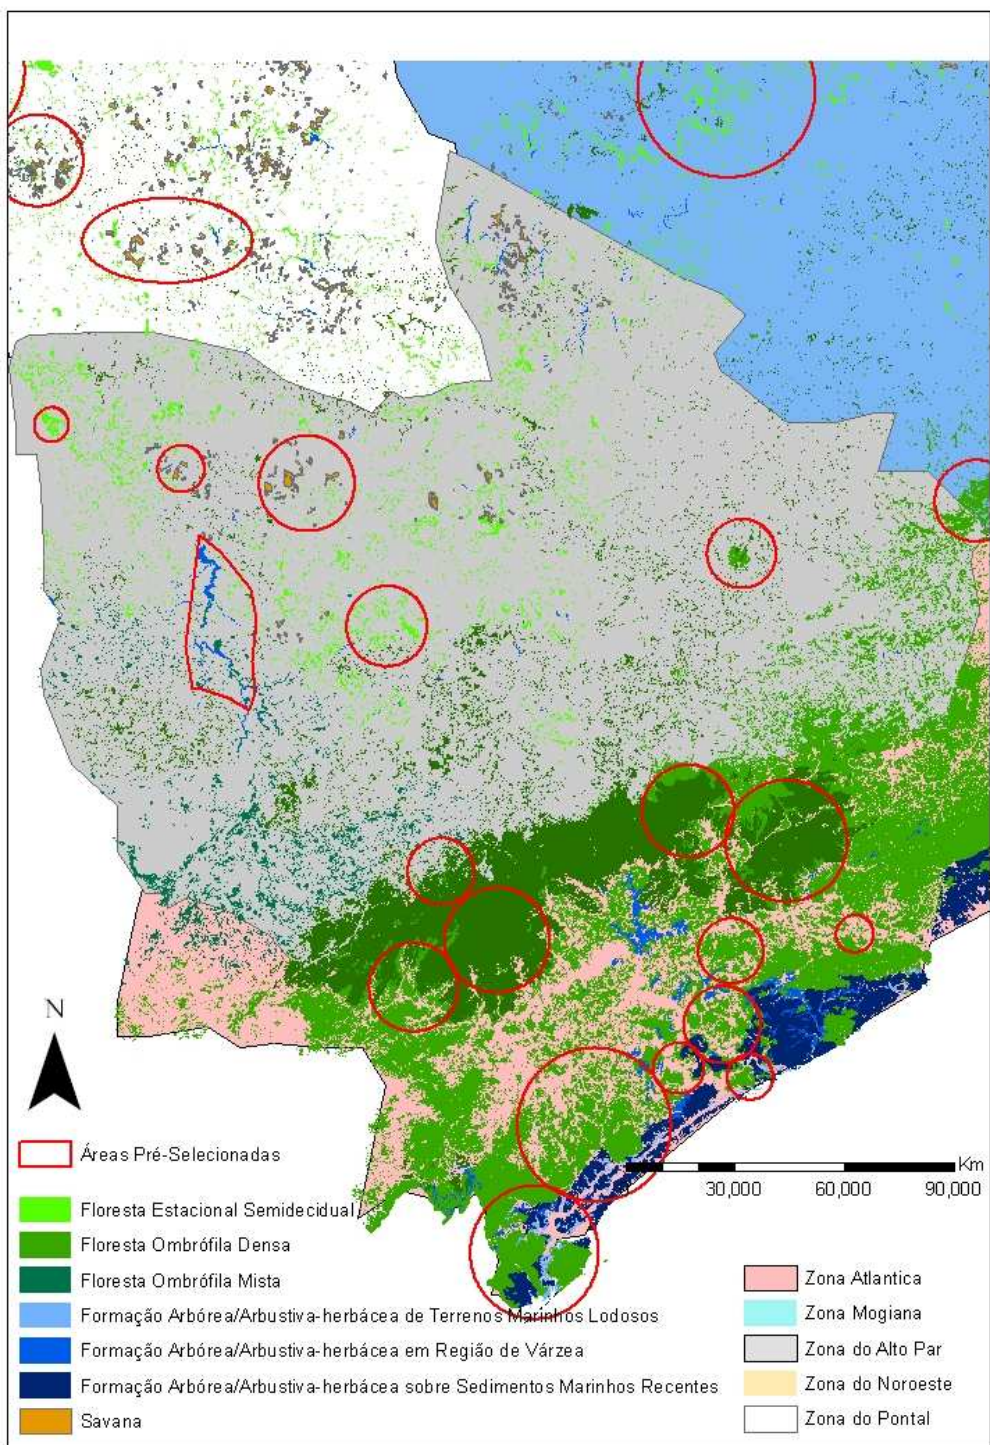 N
Áreas Pré-Selecionadas
Km
30,000 60,000 90,000
Floresta Estacional Semidecidual
Floresta Ombrófila Densa
Floresta Ombrófila Mista
Formação Arbórea/Arbustiva-herbácea de Terrenos Marinhos Lodosos
Formação Arbórea/Arbustiva-herbácea em Região de Várzea
Formação Arbórea/Arbustiva-herbácea sobre Sedimentos Marinhos Recentes
Savana
Zona Atlantica
Zona Mogiana
Zona do Alto Par
Zona do Noroeste
Zona do Pontal